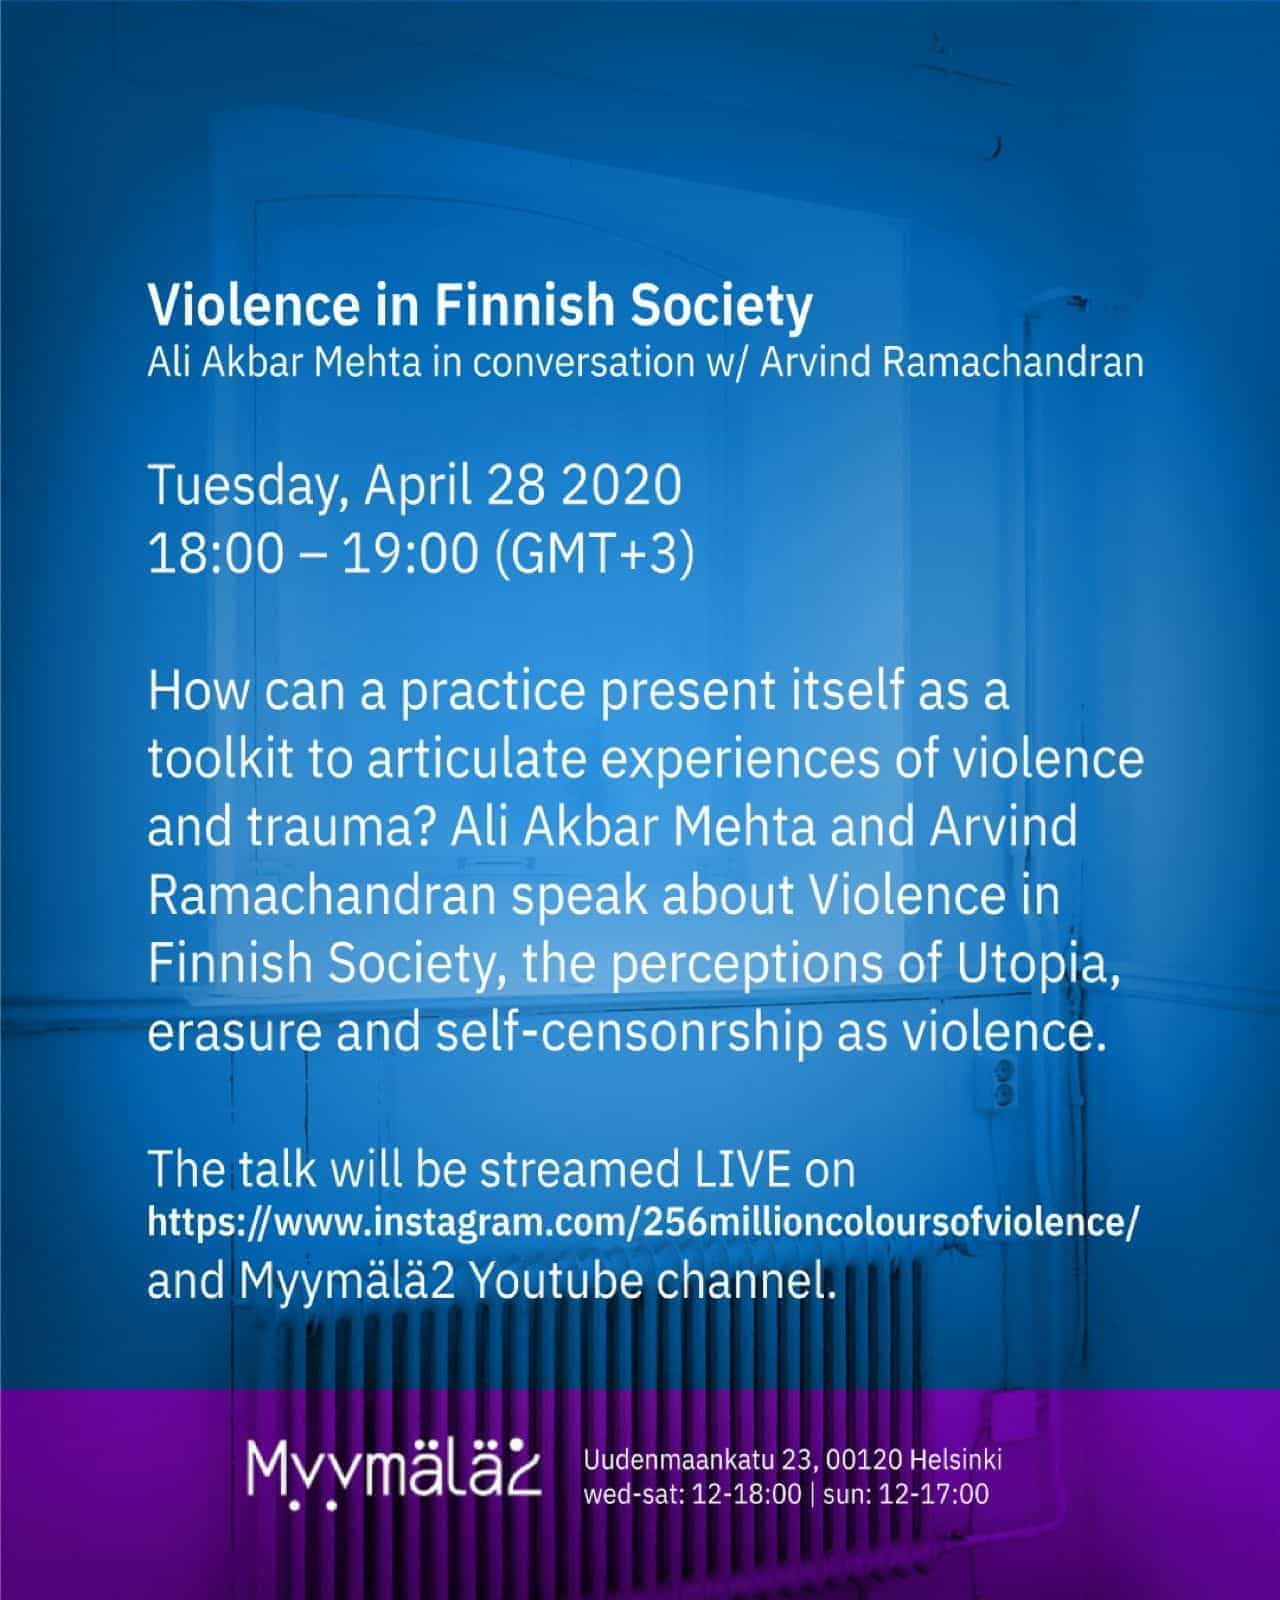 Violence in Finnish Society
Ali Akbar Mehta in conversation w/ Arvind Ramachandran
Tuesday, April 28 2020
18:00 – 19:00 (GMT+3)
How can a practice present itself as a
toolkit to articulate experiences of violence
and trauma? Ali Akbar Mehta and Arvind
Ramachandran speak about Violence in
Finnish Society, the perceptions of Utopia,
erasure and self-censonrship as violence.
The talk will be streamed LIVE on
https://www.instagram.com/256millioncoloursofviolence/
and Myymälä2 Youtube channel.
Myymälä2
Uudenmaankatu 23, 00120 Helsinki
wed-sat: 12-18:00 | sun: 12-17:00